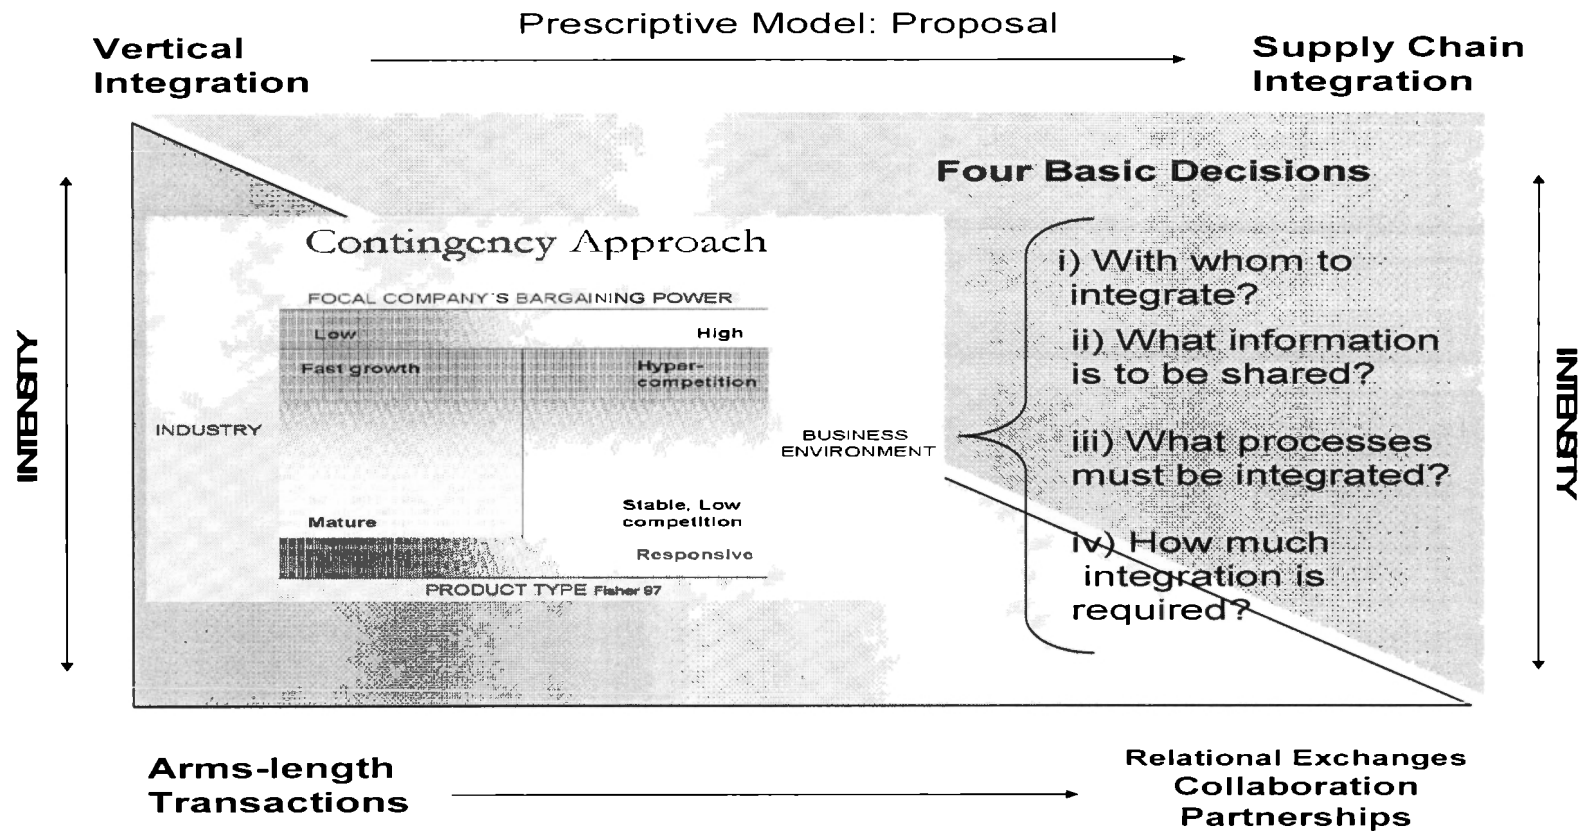 Prescriptive Model: Proposal
Vertical
Integration
Supply Chain
Integration
INTENSITY
Four Basic Decisions
Contingency Approach
FOCAL COMPANY'S BARGAINING POWER
Low
High
Fast growth
Hyper-
competition
INDUSTRY
BUSINESS
ENVIRONMENT
Mature
Stable, Low
competition
Responsive
PRODUCT TYPE Fisher 97
i) With whom to
integrate?
ii) What information
is to be shared?
iii) What processes
must be integrated?
iv) How much
integration is
required?
INTENSITY
Arms-length
Transactions
Relational Exchanges
Collaboration
Partnerships